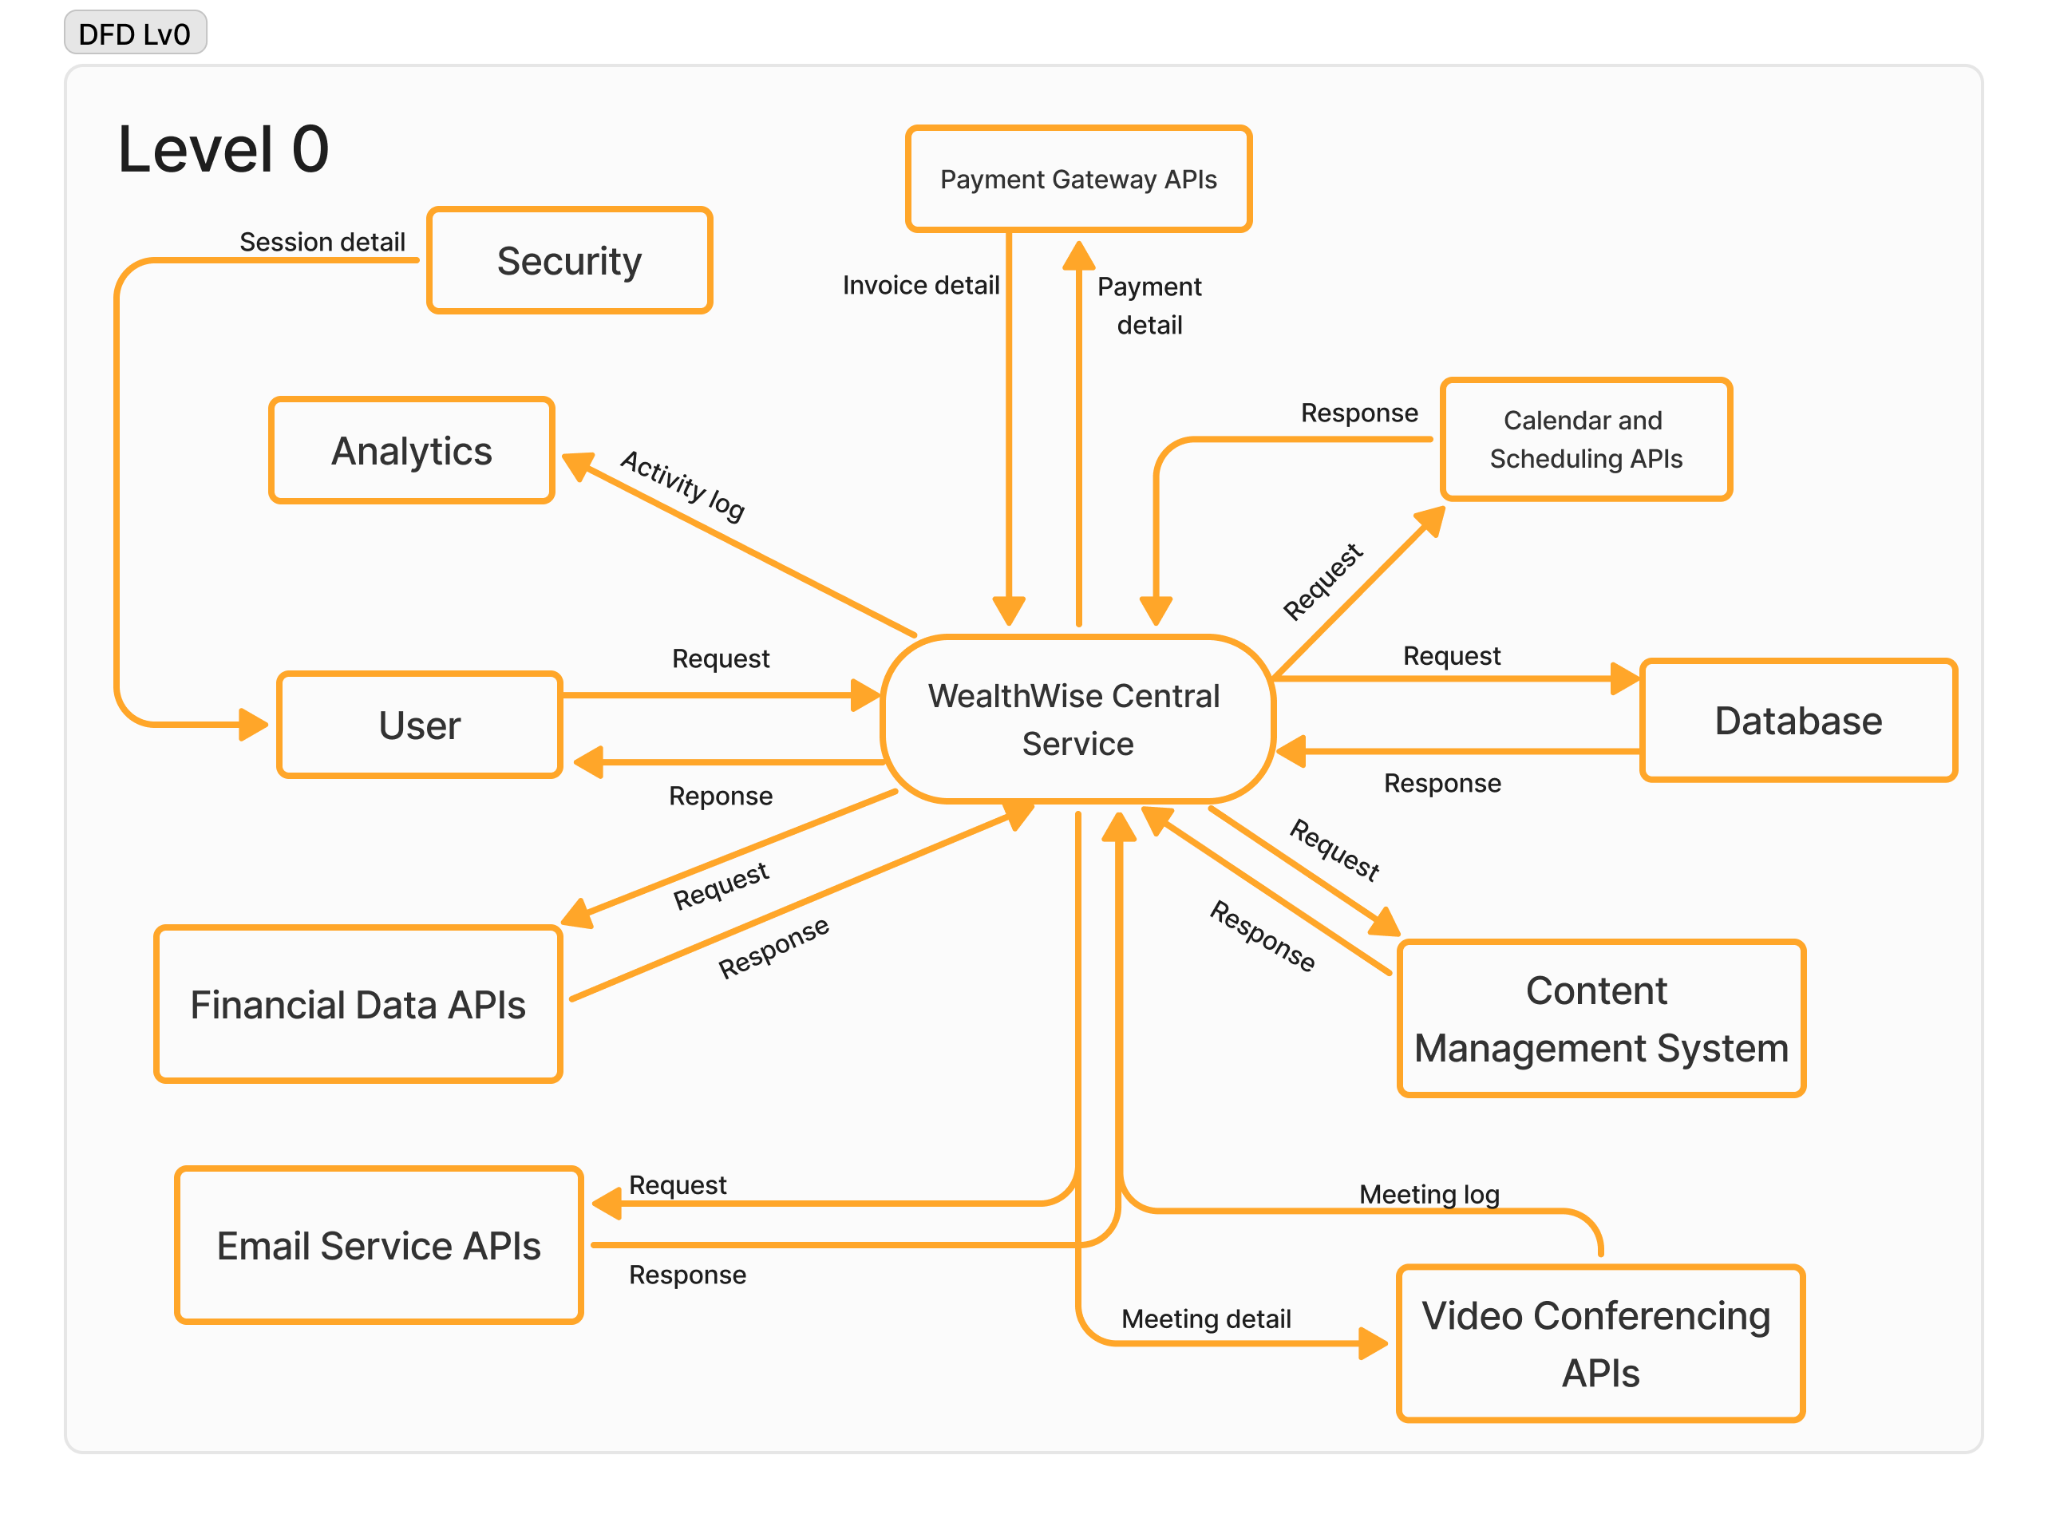 DFD Lv0
Level 0
Payment Gateway APIs
Session detail
Security
Invoice detail
Payment
detail
Response
Calendar and
Scheduling APIs
Analytics
Activity log
Request
Request
Request
WealthWise Central
Service
User
Database
Reponse
Response
Request
Response
Request
Response
Financial Data APIs
Content
Management System
Request
Meeting log
Email Service APIs
Response
Meeting detail
Video Conferencing
APIs